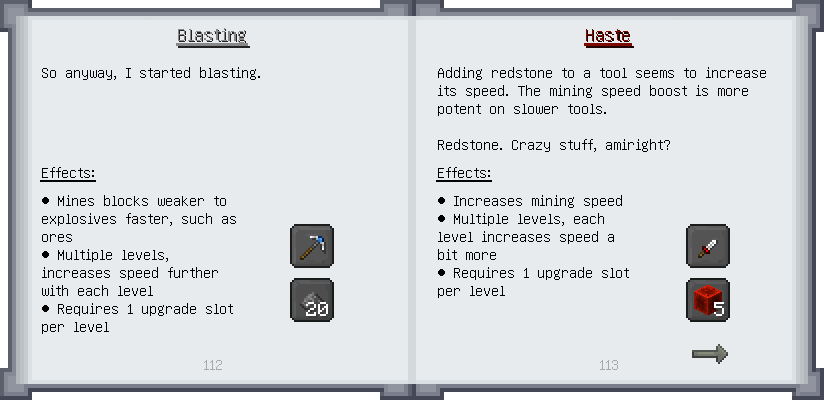 Blasting
So anyway, I started blasting.
Effects:
• Mines blocks weaker to
explosives faster, such as
ores
• Multiple levels,
increases speed further
with each level
• Requires 1 upgrade slot
per level
20
112
Haste
Adding redstone to a tool seems to increase
its speed. The mining speed boost is more
potent on slower tools.
Redstone. Crazy stuff, amiright?
Effects:
• Increases mining speed
• Multiple levels, each
level increases speed a
bit more
• Requires 1 upgrade slot
per level
5
113